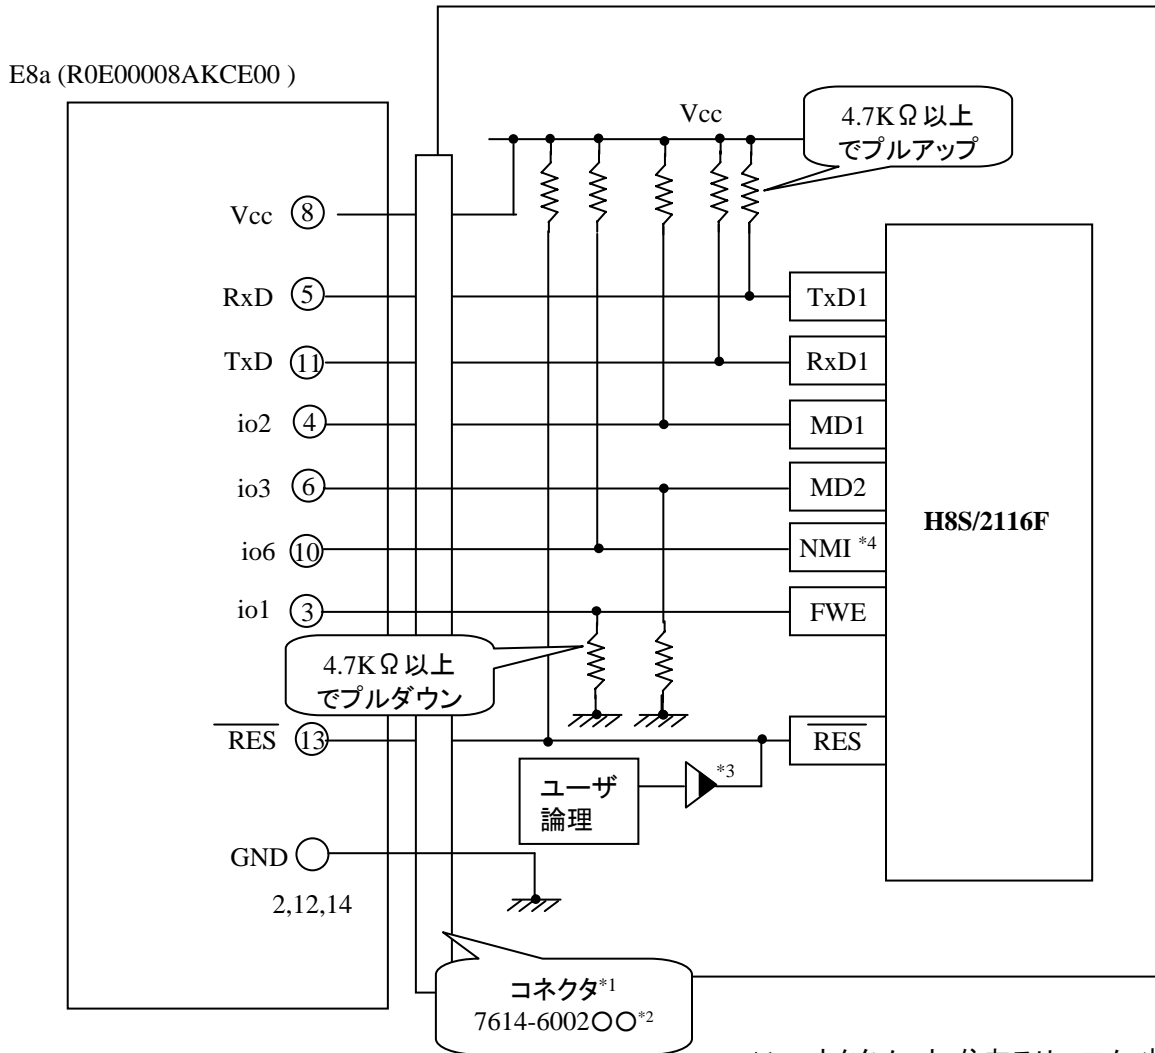 E8a (R0E00008AKCE00 )
Vcc
4.7KΩ以上
でプルアップ
Vcc ⑧
RxD ⑤
TxD1
TxD ⑪
RxD1
io2 ④
MD1
io3 ⑥
MD2
H8S/2116F
io6 ⑩
NMI *4
io1 ③
FWE
4.7KΩ以上
でプルダウン
RES ⑬
RES
*3
ユーザ
論理
GND
2,12,14
コネクタ*1
7614-6002○○*2